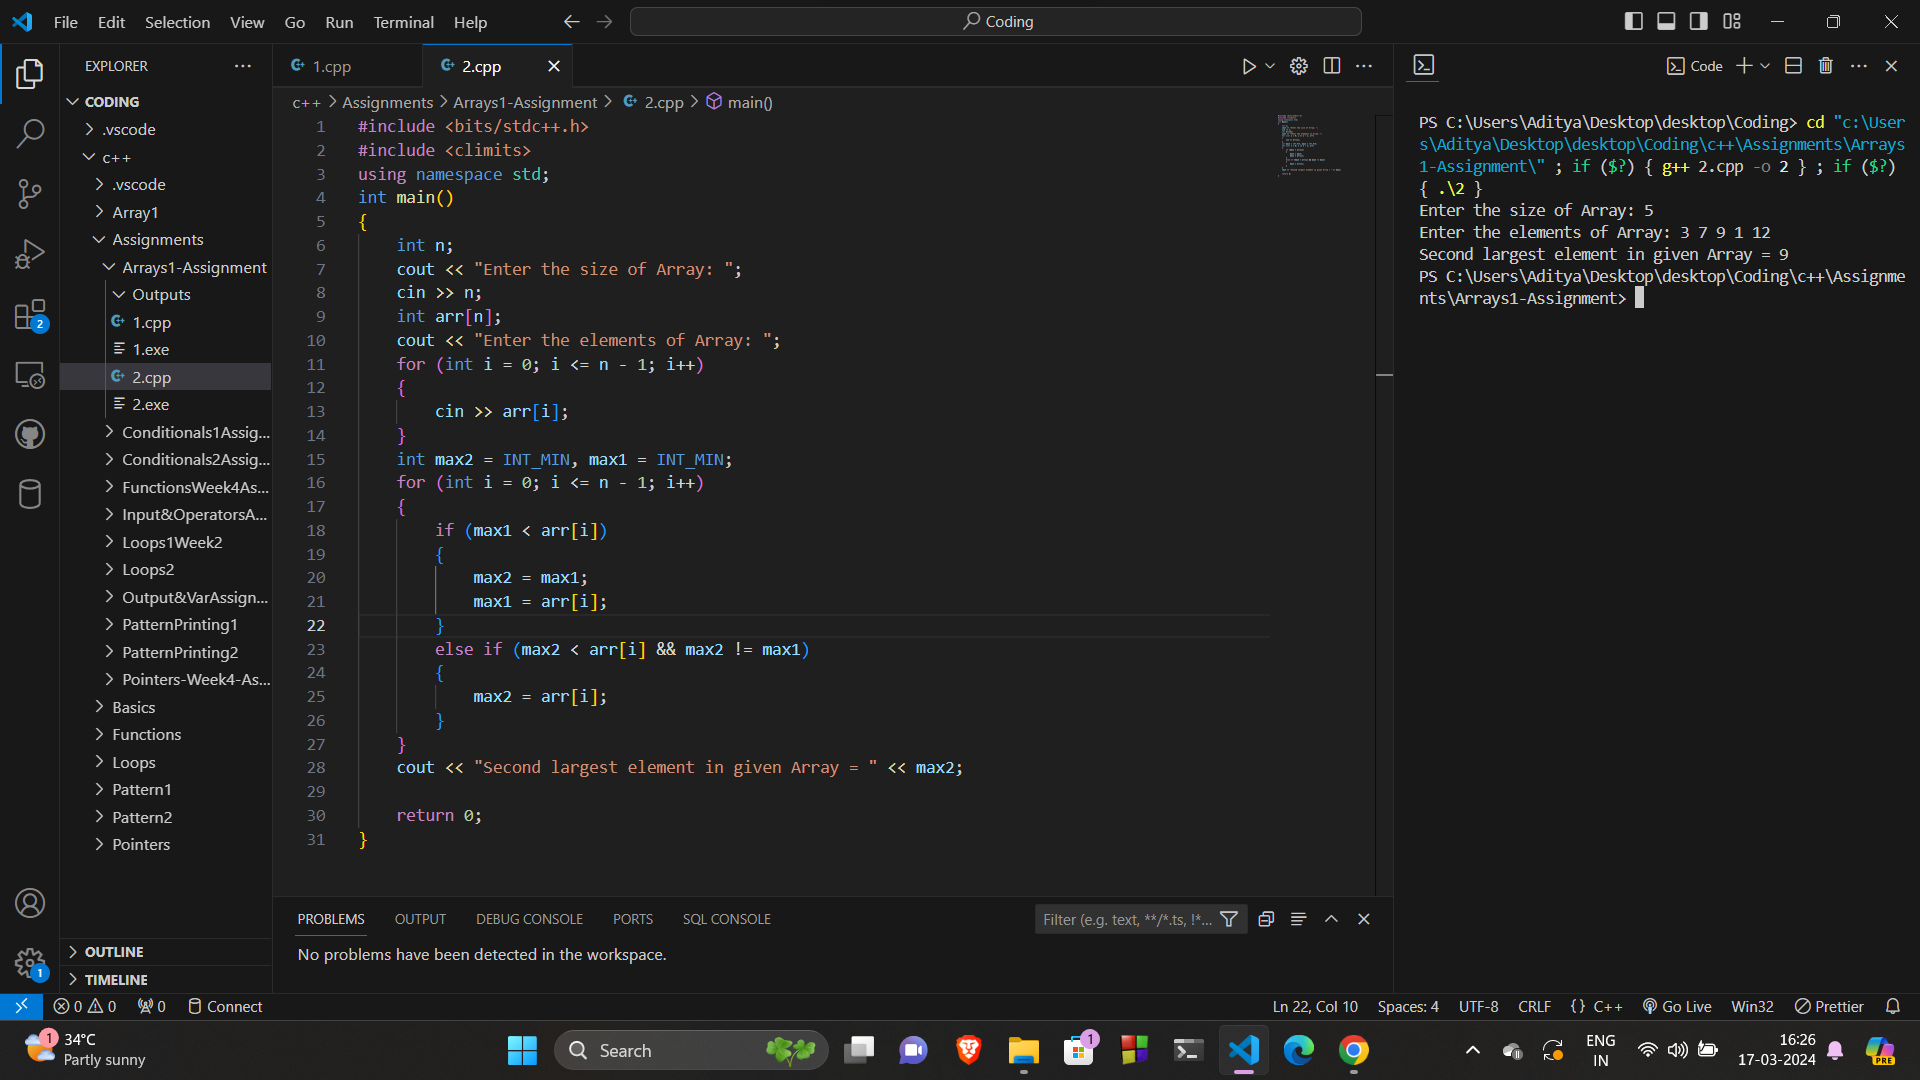 File Edit Selection View Go Run Terminal Help
Coding
EXPLORER
CODING
.vscode
c++
.vscode
Array1
Assignments
Arrays1-Assignment
Outputs
1.cpp
1.exe
2.cpp
2.exe
Conditionals1Assig...
Conditionals2Assig...
FunctionsWeek4As...
Input&OperatorsA...
Loops1Week2
Loops2
Output&VarAssign...
PatternPrinting1
PatternPrinting2
Pointers-Week4-As...
Basics
Functions
Loops
Pattern1
Pattern2
Pointers
OUTLINE
TIMELINE
2
1
1.cpp
2.cpp
c++ > Assignments > Arrays1-Assignment > 2.cpp > main()
1 #include <bits/stdc++.h>
2 #include <climits>
3 using namespace std;
4 int main()
5 {
6 int n;
7 cout << "Enter the size of Array: ";
8 cin >> n;
9 int arr[n];
10 cout << "Enter the elements of Array: ";
11 for (int i = 0; i <= n - 1; i++)
12 {
13 cin >> arr[i];
14 }
15 int max2 = INT_MIN, max1 = INT_MIN;
16 for (int i = 0; i <= n - 1; i++)
17 {
18 if (max1 < arr[i])
19 {
20 max2 = max1;
21 max1 = arr[i];
22 }
23 else if (max2 < arr[i] && max2 != max1)
24 {
25 max2 = arr[i];
26 }
27 }
28 cout << "Second largest element in given Array = " << max2;
29
30 return 0;
31 }
PROBLEMS OUTPUT DEBUG CONSOLE PORTS SQL CONSOLE
Filter (e.g. text, **/*.ts, !*...
No problems have been detected in the workspace.
Code
PS C:\Users\Aditya\Desktop\desktop\Coding> cd "c:\User
s\Aditya\Desktop\desktop\Coding\c++\Assignments\Arrays
1-Assignment\" ; if ($?) { g++ 2.cpp -o 2 } ; if ($?)
{ .\2 }
Enter the size of Array: 5
Enter the elements of Array: 3 7 9 1 12
Second largest element in given Array = 9
PS C:\Users\Aditya\Desktop\desktop\Coding\c++\Assignme
nts\Arrays1-Assignment>
0 0 0 Connect
Ln 22, Col 10 Spaces: 4 UTF-8 CRLF {} C++ Go Live Win32 Prettier
1
34°C
Partly sunny
Search
1
ENG
IN
16:26
17-03-2024
PRE